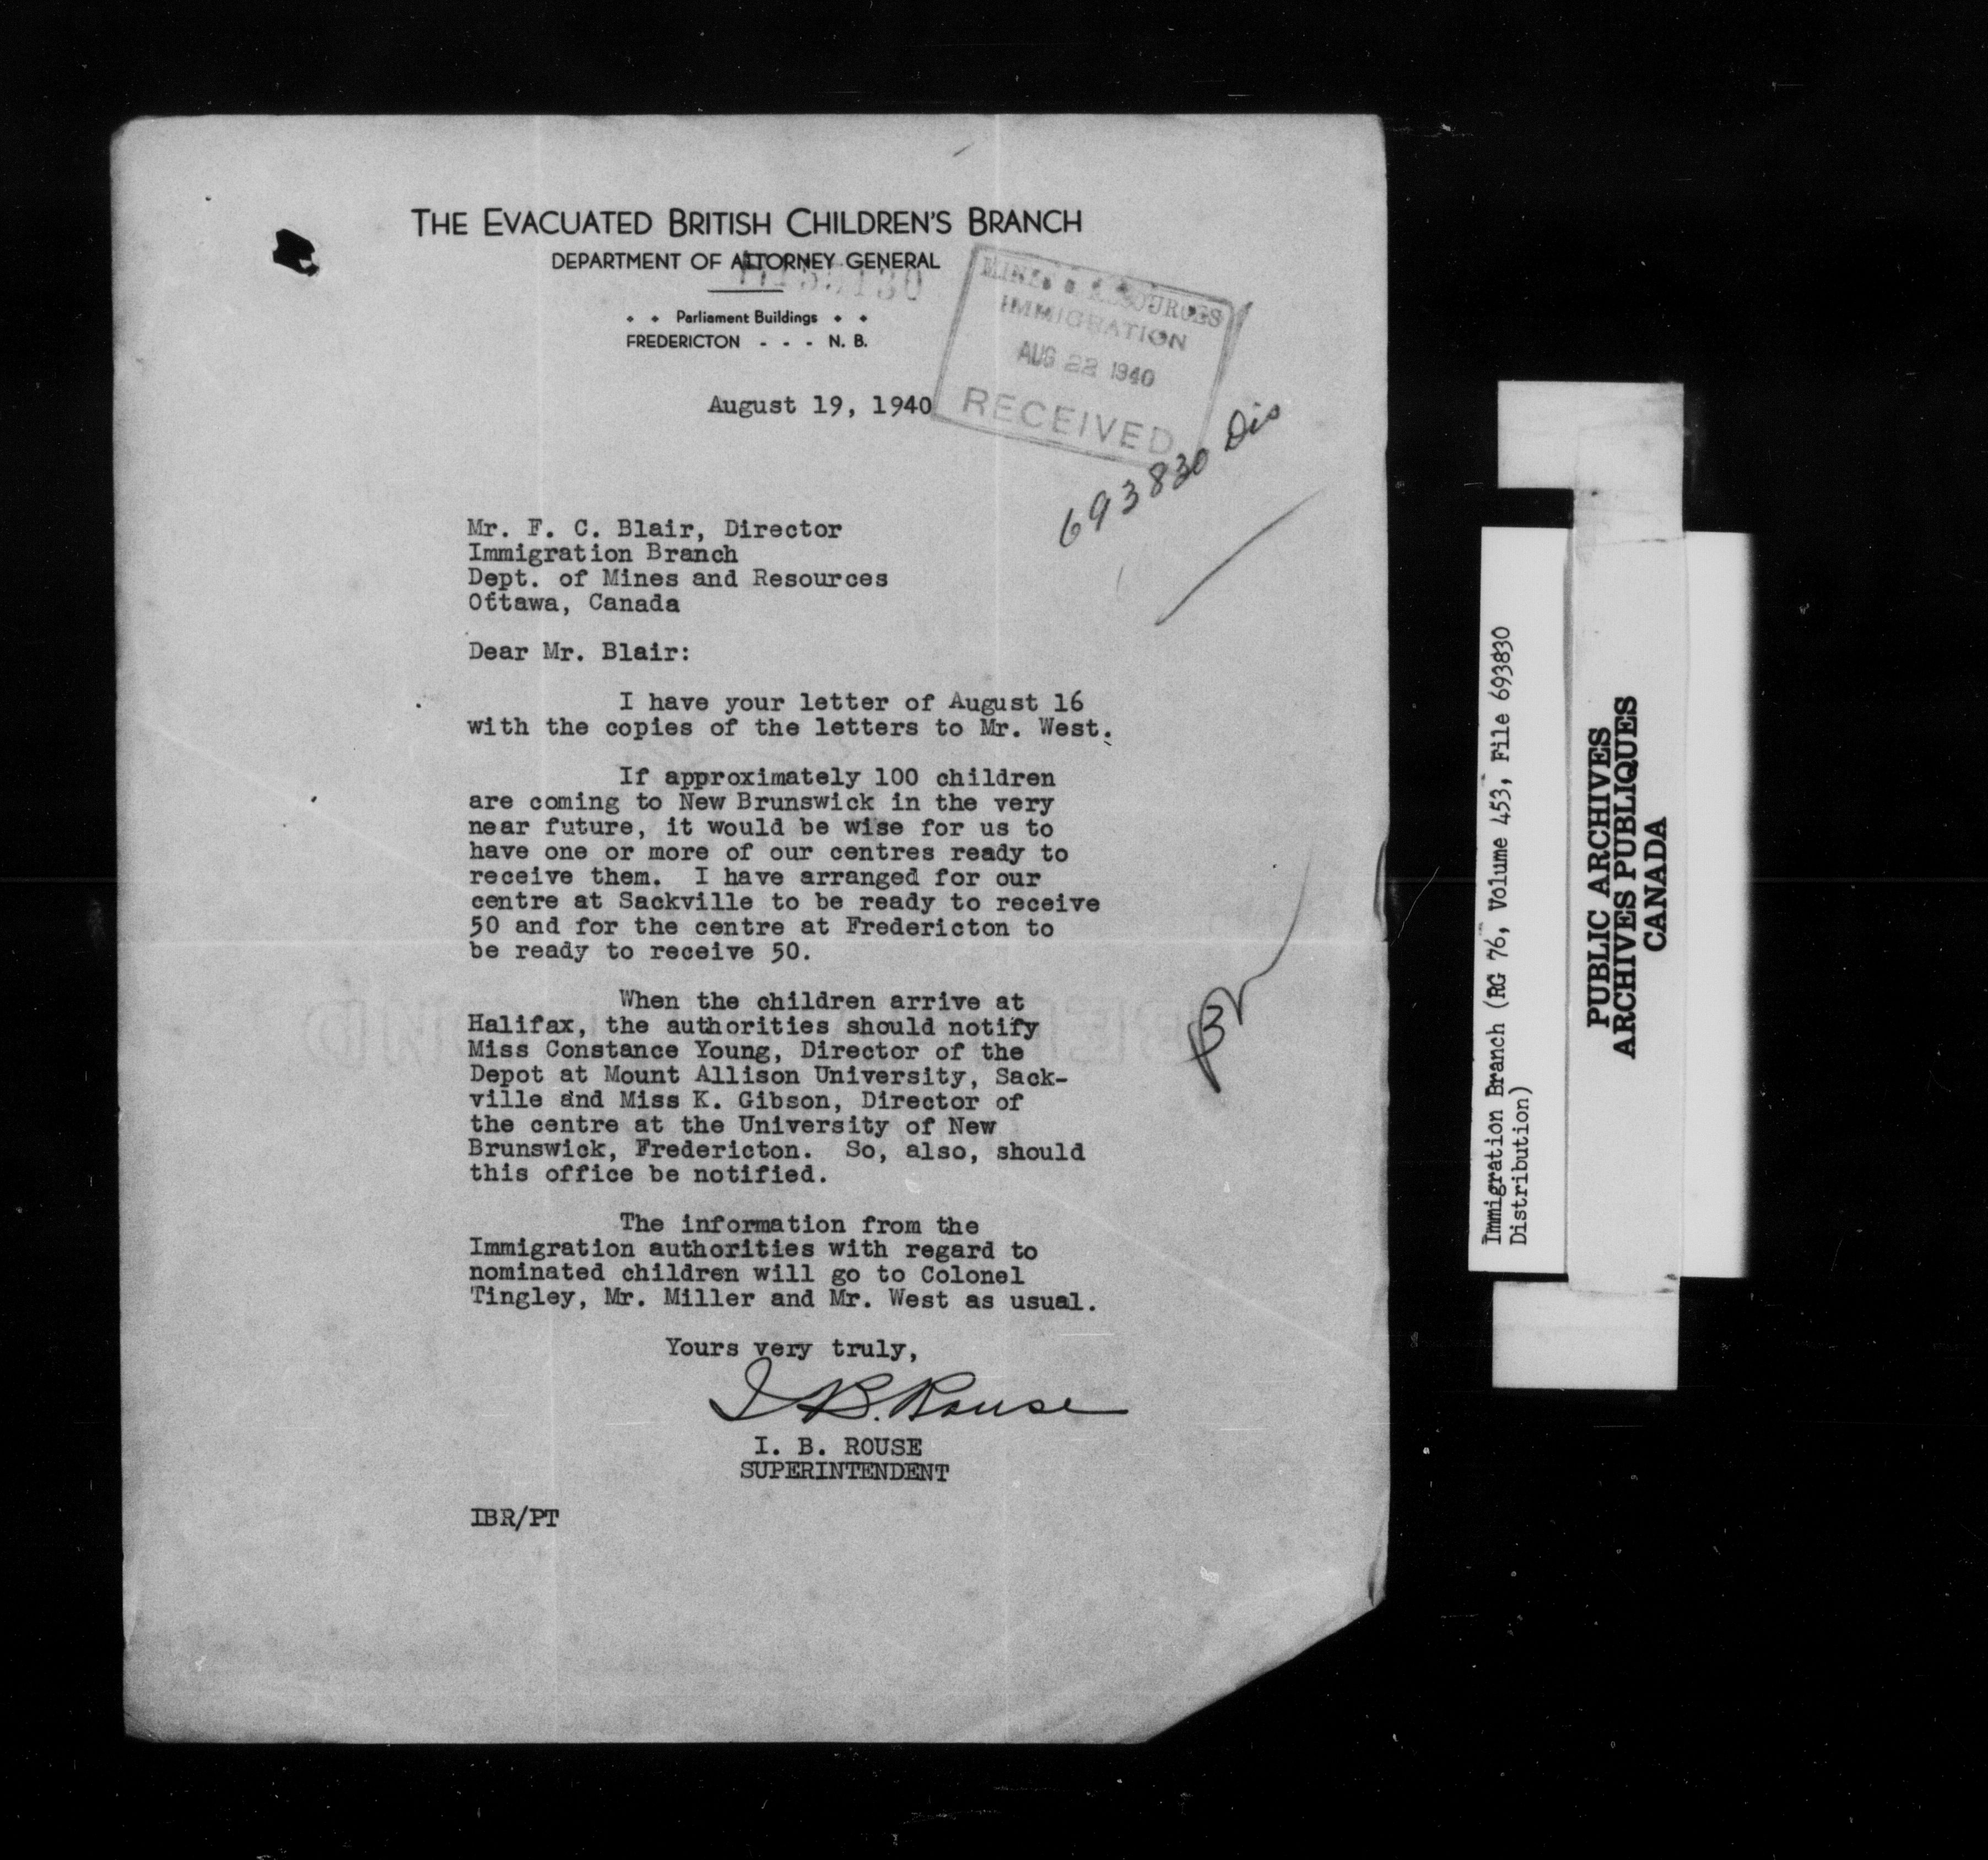 THE EVACUATED BRITISH CHILDREN'S BRANCH
DEPARTMENT OF ATTORNEY GENERAL
Parliament Buildings
FREDERICTON - - - N. B.
RESOURCES
IMMIGRATION
AUG 22 1940
RECEIVED
August 19, 1940
693830 Dis
Mr. F. C. Blair, Director
Immigration Branch
Dept. of Mines and Resources
Ottawa, Canada
Dear Mr. Blair:
I have your letter of August 16
with the copies of the letters to Mr. West.
If approximately 100 children
are coming to New Brunswick in the very
near future, it would be wise for us to
have one or more of our centres ready to
receive them. I have arranged for our
centre at Sackville to be ready to receive
50 and for the centre at Fredericton to
be ready to receive 50.
When the children arrive at
Halifax, the authorities should notify
Miss Constance Young, Director of the
Depot at Mount Allison University, Sack-
ville and Miss K. Gibson, Director of
the centre at the University of New
Brunswick, Fredericton. So, also, should
this office be notified.
The information from the
Immigration authorities with regard to
nominated children will go to Colonel
Tingley, Mr. Miller and Mr. West as usual.
Yours very truly,
I B. Rouse
I. B. ROUSE
SUPERINTENDENT
IBR/PT
Immigration Branch (RG 76, Volume 453, File 693830
Distribution)
PUBLIC ARCHIVES
ARCHIVES PUBLIQUES
CANADA